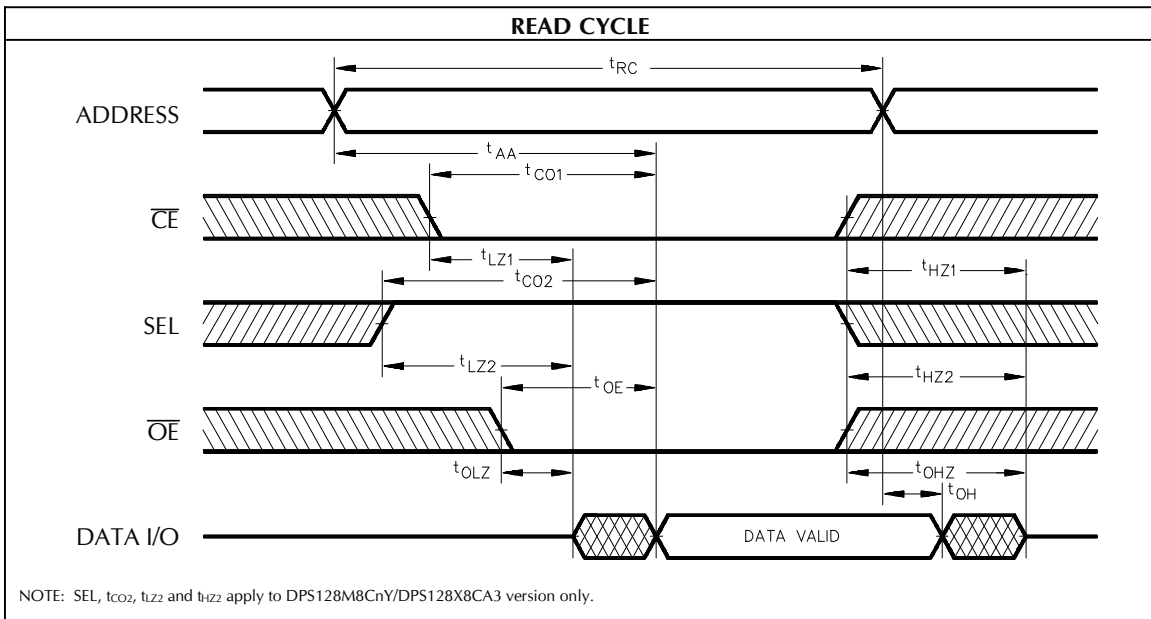 READ CYCLE
tRC
ADDRESS
tAA
tCO1
CE
tLZ1
tHZ1
tCO2
SEL
tLZ2
tHZ2
tOE
OE
tOLZ
tOHZ
tOH
DATA I/O
DATA VALID
NOTE: SEL, tCO2, tLZ2 and tHZ2 apply to DPS128M8CnY/DPS128X8CA3 version only.